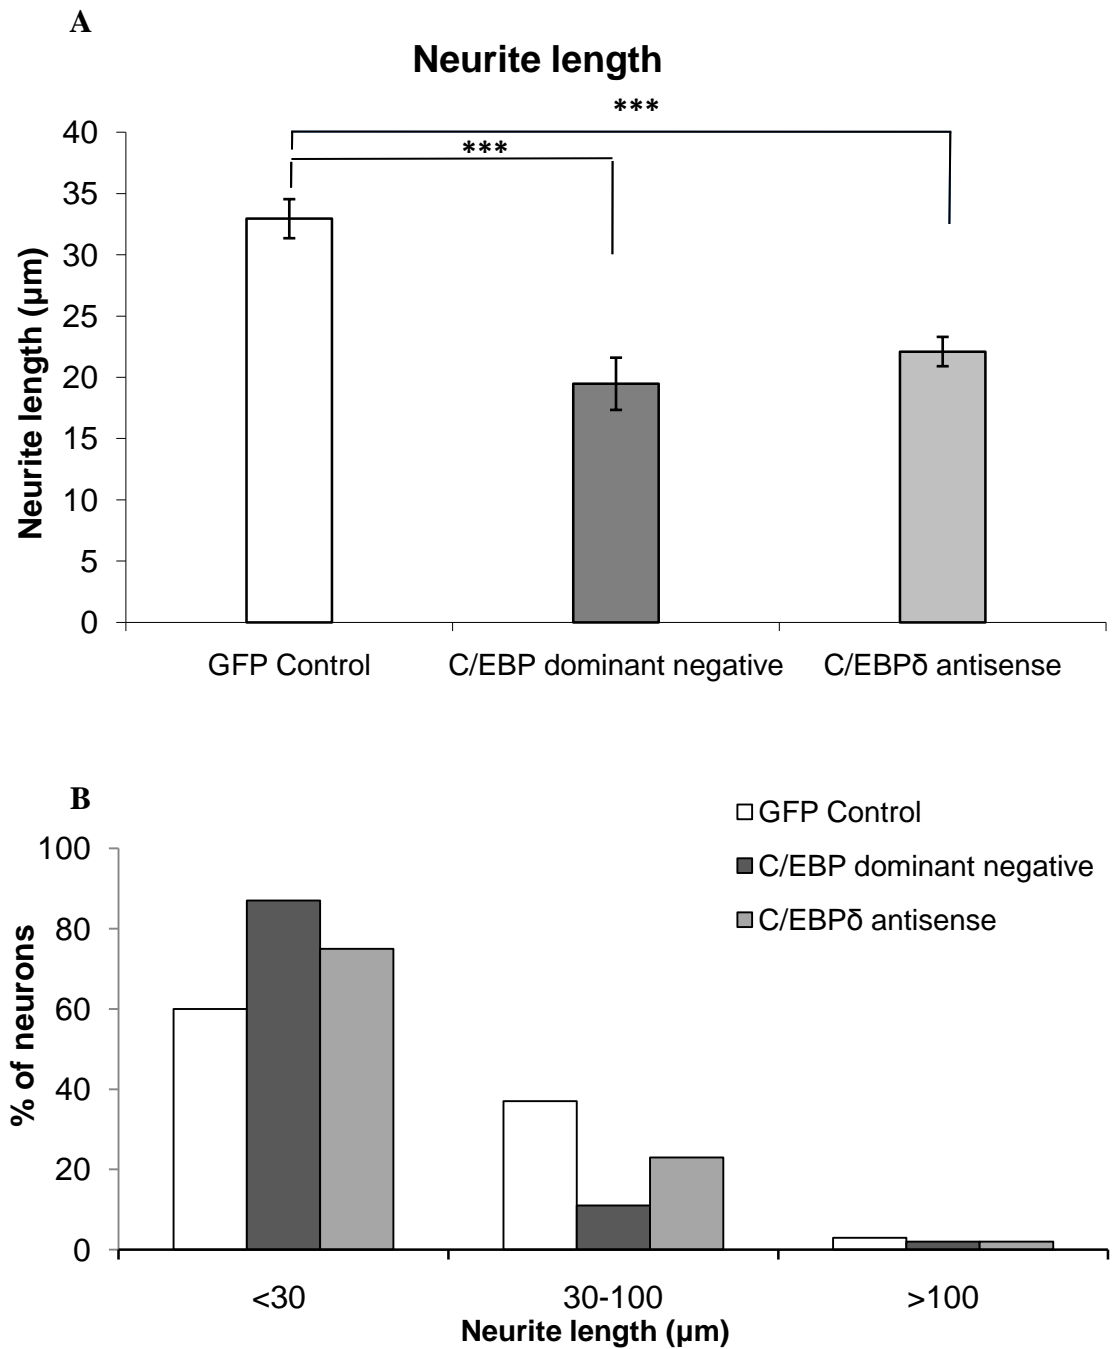 A
Neurite length
***
***
40
35
30
25
20
15
10
5
0
Neurite length (µm)
GFP Control C/EBP dominant negative C/EBPδ antisense
B
GFP Control
C/EBP dominant negative
C/EBPδ antisense
100
80
60
40
20
0
% of neurons
<30 30-100 >100
Neurite length (µm)